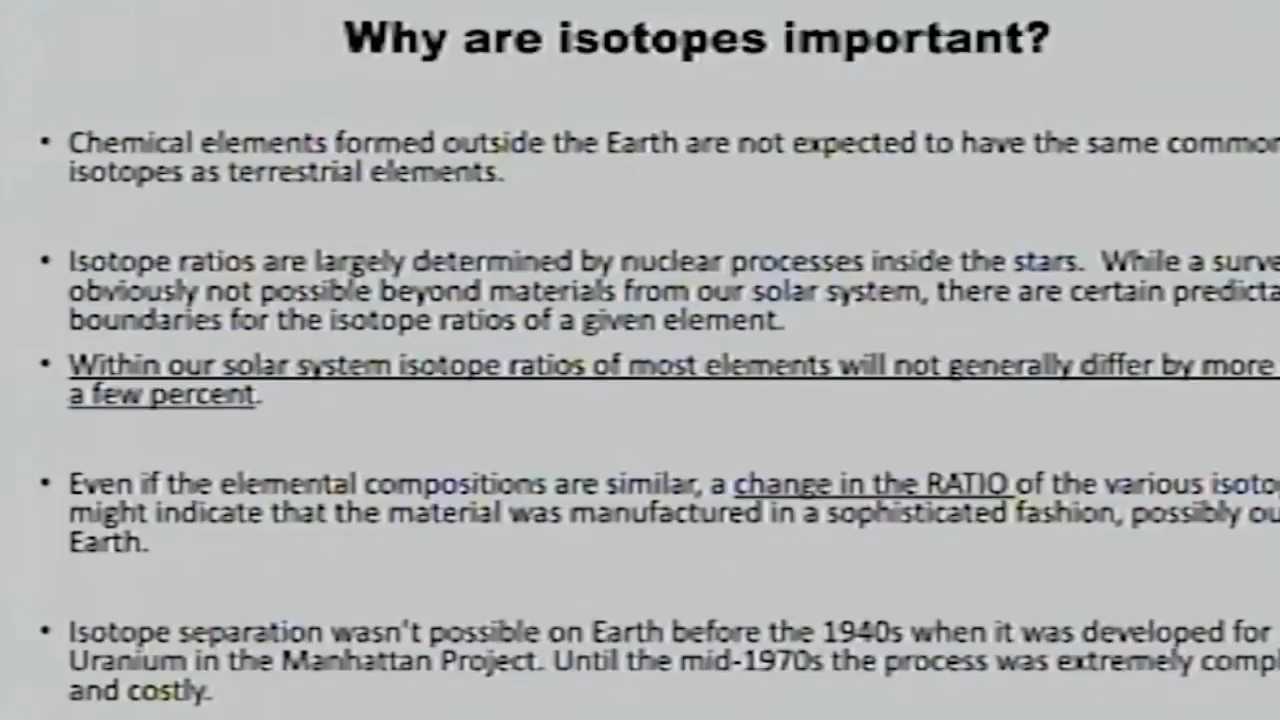 Why are isotopes important?
• Chemical elements formed outside the Earth are not expected to have the same common
isotopes as terrestrial elements.
• Isotope ratios are largely determined by nuclear processes inside the stars. While a surve
obviously not possible beyond materials from our solar system, there are certain predicta
boundaries for the isotope ratios of a given element.
• Within our solar system isotope ratios of most elements will not generally differ by more
a few percent.
• Even if the elemental compositions are similar, a change in the RATIO of the various isoto
might indicate that the material was manufactured in a sophisticated fashion, possibly ou
Earth.
• Isotope separation wasn't possible on Earth before the 1940s when it was developed for
Uranium in the Manhattan Project. Until the mid-1970s the process was extremely compl
and costly.